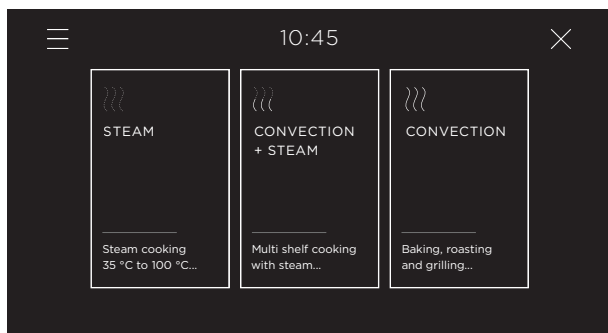 10:45
STEAM
Steam cooking
35 °C to 100 °C...
CONVECTION
+ STEAM
Multi shelf cooking
with steam...
CONVECTION
Baking, roasting
and grilling...